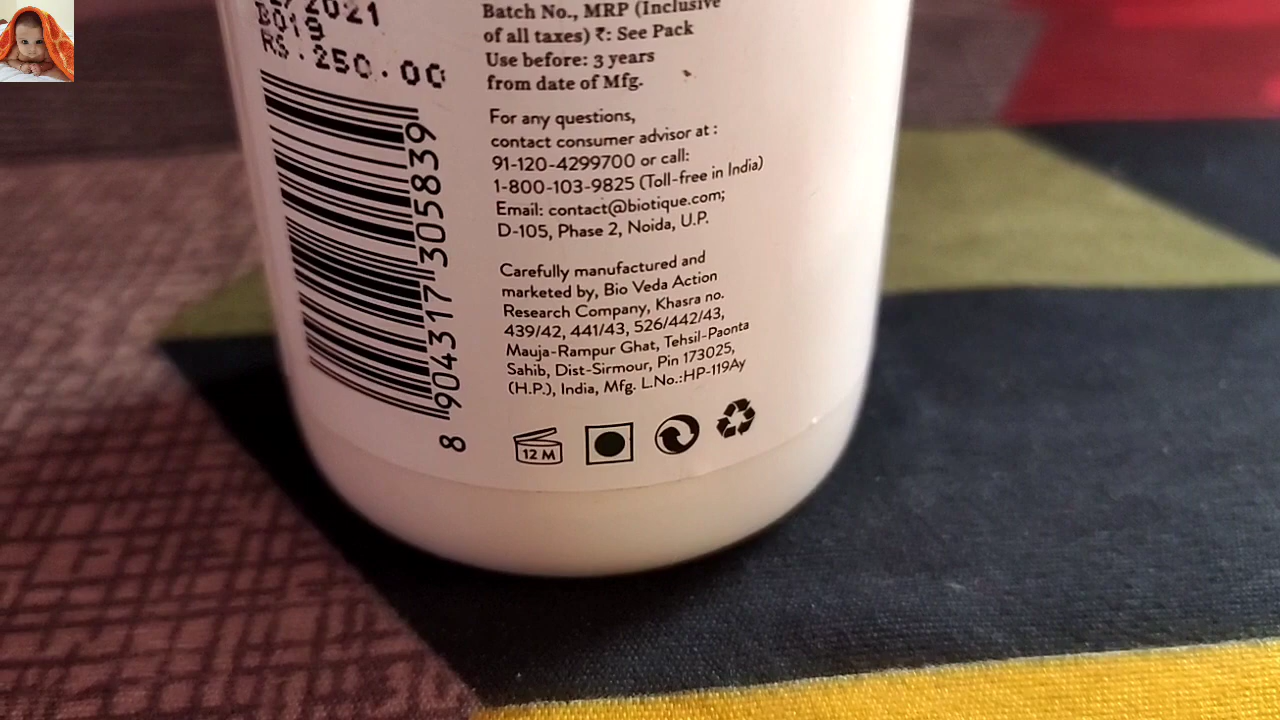 2021
B019
RS.250.00
8 904317 305839
Batch No., MRP (Inclusive
of all taxes) ₹: See Pack
Use before: 3 years
from date of Mfg.
For any questions,
contact consumer advisor at :
91-120-4299700 or call:
1-800-103-9825 (Toll-free in India)
Email: contact@biotique.com;
D-105, Phase 2, Noida, U.P.
Carefully manufactured and
marketed by, Bio Veda Action
Research Company, Khasra no.
439/42, 441/43, 526/442/43,
Mauja-Rampur Ghat, Tehsil-Paonta
Sahib, Dist-Sirmour, Pin 173025,
(H.P.), India, Mfg. L.No.:HP-119Ay
12 M